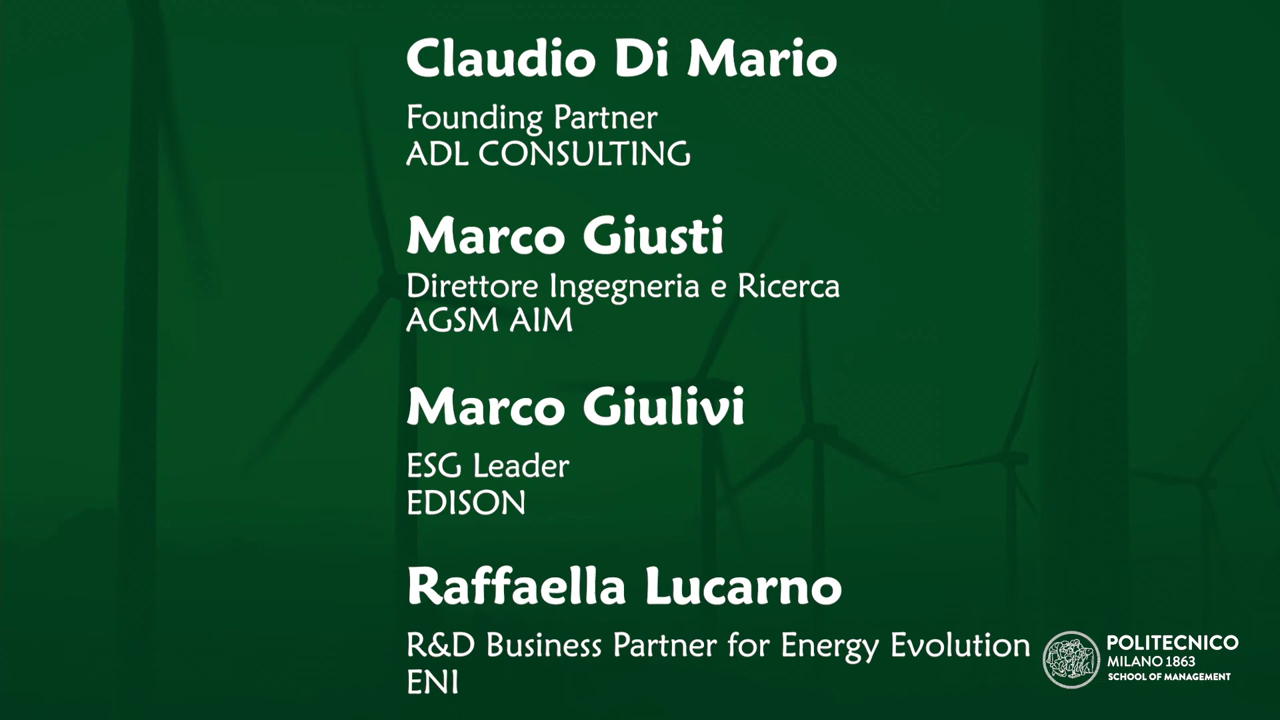 Claudio Di Mario
Founding Partner
ADL CONSULTING
Marco Giusti
Direttore Ingegneria e Ricerca
AGSM AIM
Marco Giulivi
ESG Leader
EDISON
Raffaella Lucarno
R&D Business Partner for Energy Evolution
ENI
POLITECNICO
MILANO 1863
SCHOOL OF MANAGEMENT